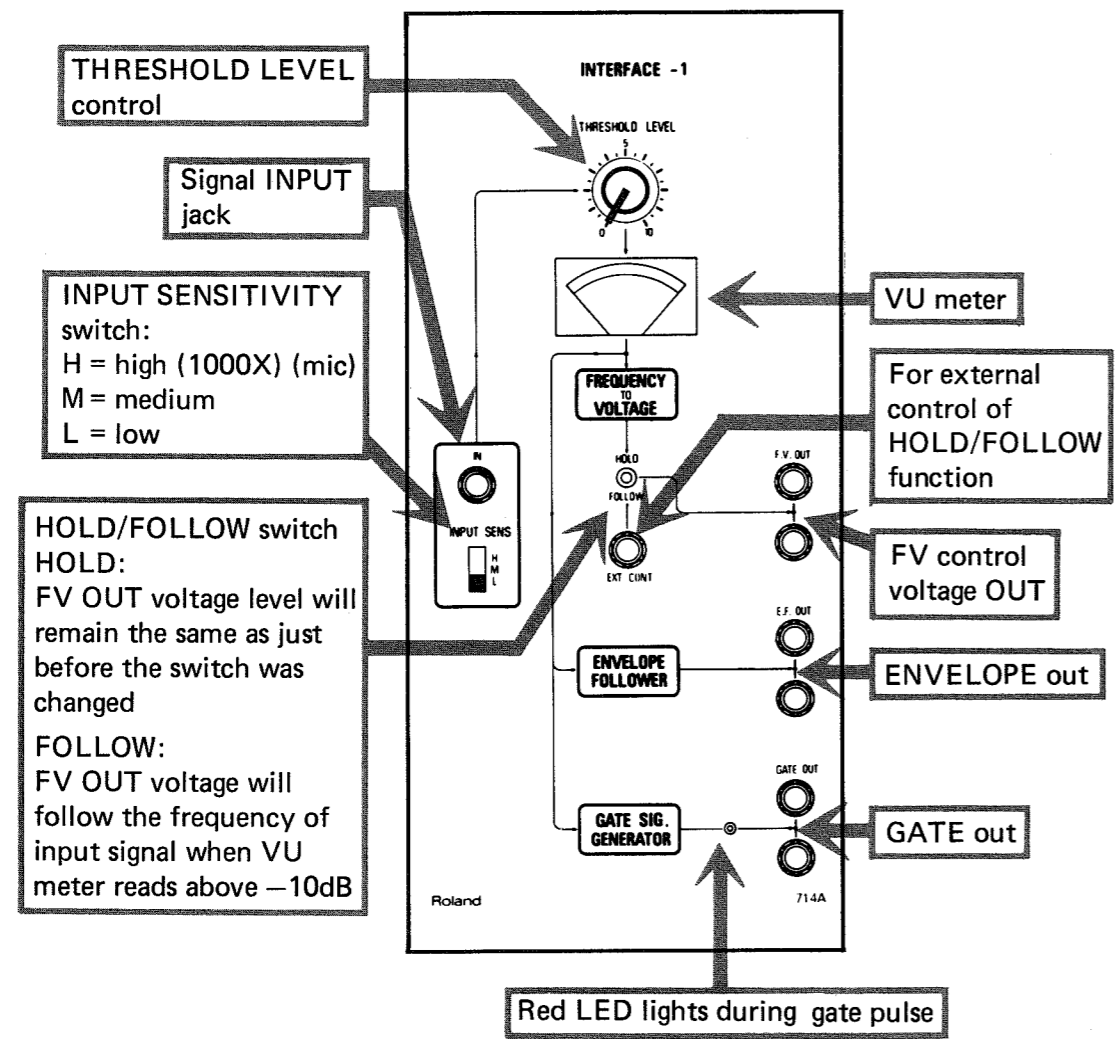 INTERFACE -1
THRESHOLD LEVEL
control
THRESHOLD LEVEL
5
0
10
Signal INPUT
jack
INPUT SENSITIVITY
switch:
H = high (1000X) (mic)
M = medium
L = low
VU meter
FREQUENCY
TO
VOLTAGE
For external
control of
HOLD/FOLLOW
function
IN
INPUT SENS
H
M
L
HOLD
FOLLOW
EXT CONT
F.V. OUT
HOLD/FOLLOW switch
HOLD:
FV OUT voltage level will
remain the same as just
before the switch was
changed
FOLLOW:
FV OUT voltage will
follow the frequency of
input signal when VU
meter reads above –10dB
FV control
voltage OUT
E.F. OUT
ENVELOPE
FOLLOWER
ENVELOPE out
GATE OUT
GATE SIG.
GENERATOR
GATE out
Roland
714A
Red LED lights during gate pulse